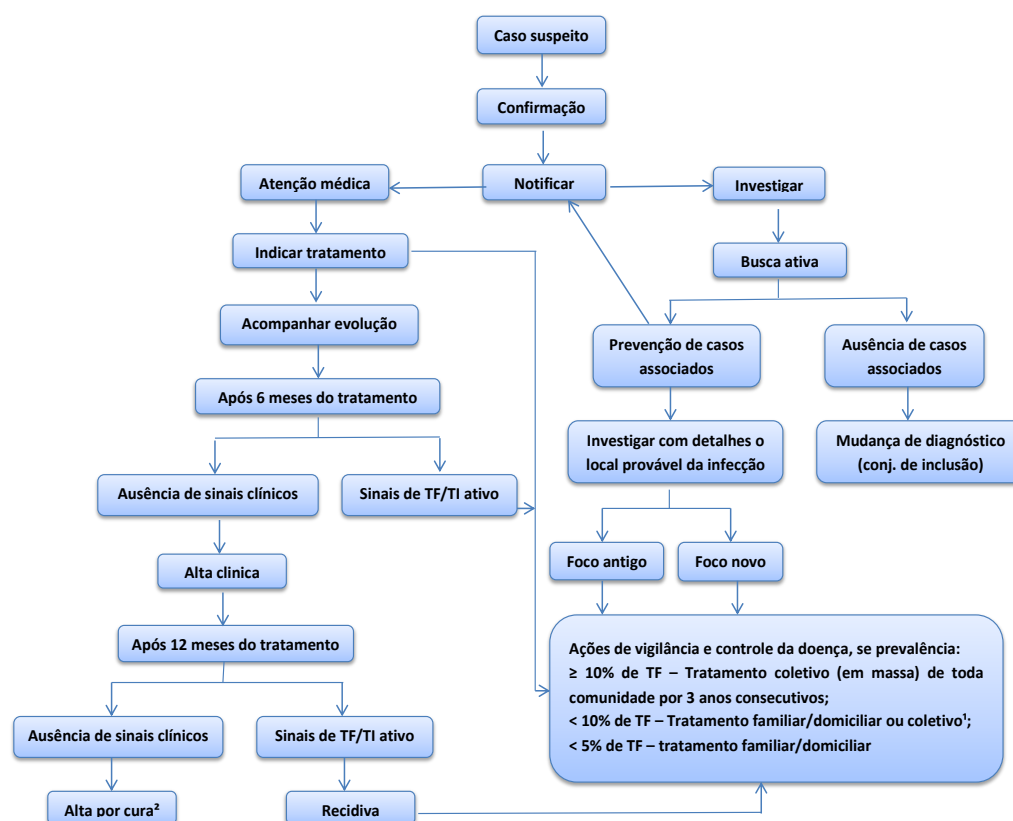 Caso suspeito
Confirmação
Atenção médica
Notificar
Investigar
Indicar tratamento
Busca ativa
Acompanhar evolução
Prevenção de casos
associados
Ausência de casos
associados
Após 6 meses do tratamento
Investigar com detalhes o
local provável da infecção
Mudança de diagnóstico
(conj. de inclusão)
Ausência de sinais clínicos
Sinais de TF/TI ativo
Foco antigo
Foco novo
Alta clinica
Após 12 meses do tratamento
Ações de vigilância e controle da doença, se prevalência:
≥ 10% de TF – Tratamento coletivo (em massa) de toda
comunidade por 3 anos consecutivos;
< 10% de TF – Tratamento familiar/domiciliar ou coletivo¹;
< 5% de TF – tratamento familiar/domiciliar
Ausência de sinais clínicos
Sinais de TF/TI ativo
Alta por cura²
Recidiva